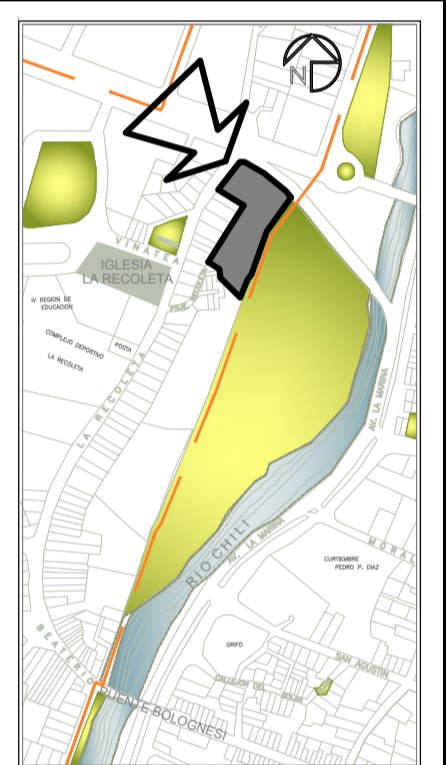 N
VINATEA
IGLESIA
LA RECOLETA
IV REGION DE
EDUCACION
COMPLEJO DEPORTIVO
LA RECOLETA
POSTA
LA RECOLETA
AV. LA MARINA
RIO CHILI
AV. LA MARINA
MORAL
CURTIEMBRE
PEDRO P. DIAZ
GRIFO
SAN AGUSTIN
CALLEJON DEL SOLAR
BEATERIO
PUENTE BOLOGNESI